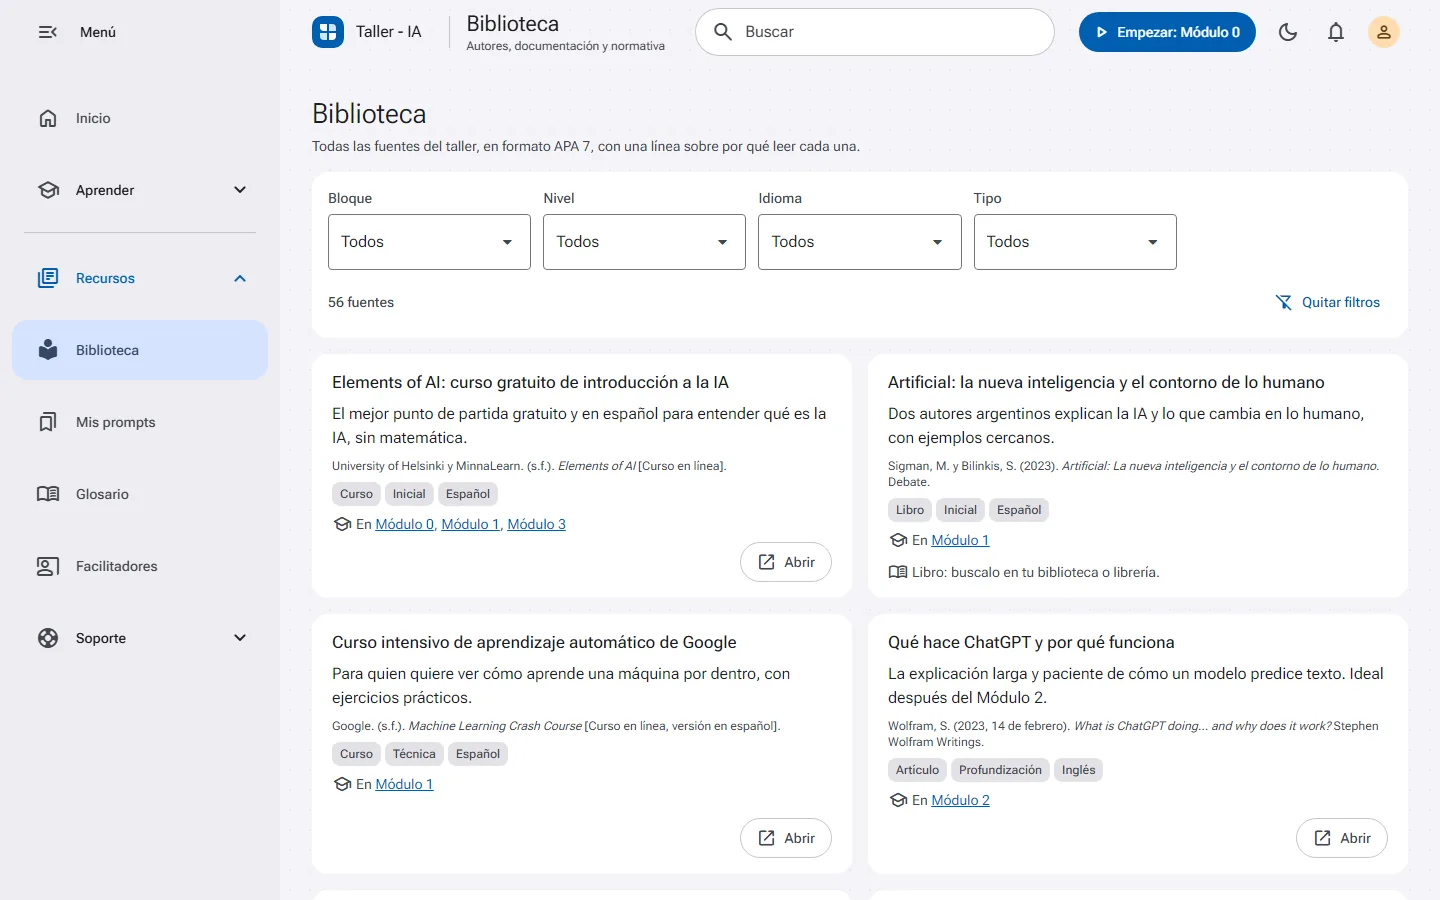 Menú
Taller - IA
Biblioteca
Autores, documentación y normativa
Buscar
Empezar: Módulo 0
Inicio
Aprender
Recursos
Biblioteca
Mis prompts
Glosario
Facilitadores
Soporte
Biblioteca
Todas las fuentes del taller, en formato APA 7, con una línea sobre por qué leer cada una.
Bloque
Nivel
Idioma
Tipo
Todos
Todos
Todos
Todos
56 fuentes
Quitar filtros
Elements of AI: curso gratuito de introducción a la IA
El mejor punto de partida gratuito y en español para entender qué es la
IA, sin matemática.
University of Helsinki y MinnaLearn. (s.f.). Elements of AI [Curso en línea].
Curso
Inicial
Español
En Módulo 0, Módulo 1, Módulo 3
Abrir
Artificial: la nueva inteligencia y el contorno de lo humano
Dos autores argentinos explican la IA y lo que cambia en lo humano,
con ejemplos cercanos.
Sigman, M. y Bilinkis, S. (2023). Artificial: La nueva inteligencia y el contorno de lo humano.
Debate.
Libro
Inicial
Español
En Módulo 1
Libro: buscalo en tu biblioteca o librería.
Curso intensivo de aprendizaje automático de Google
Para quien quiere ver cómo aprende una máquina por dentro, con
ejercicios prácticos.
Google. (s.f.). Machine Learning Crash Course [Curso en línea, versión en español].
Curso
Técnica
Español
En Módulo 1
Abrir
Qué hace ChatGPT y por qué funciona
La explicación larga y paciente de cómo un modelo predice texto. Ideal
después del Módulo 2.
Wolfram, S. (2023, 14 de febrero). What is ChatGPT doing... and why does it work? Stephen
Wolfram Writings.
Artículo
Profundización
Inglés
En Módulo 2
Abrir